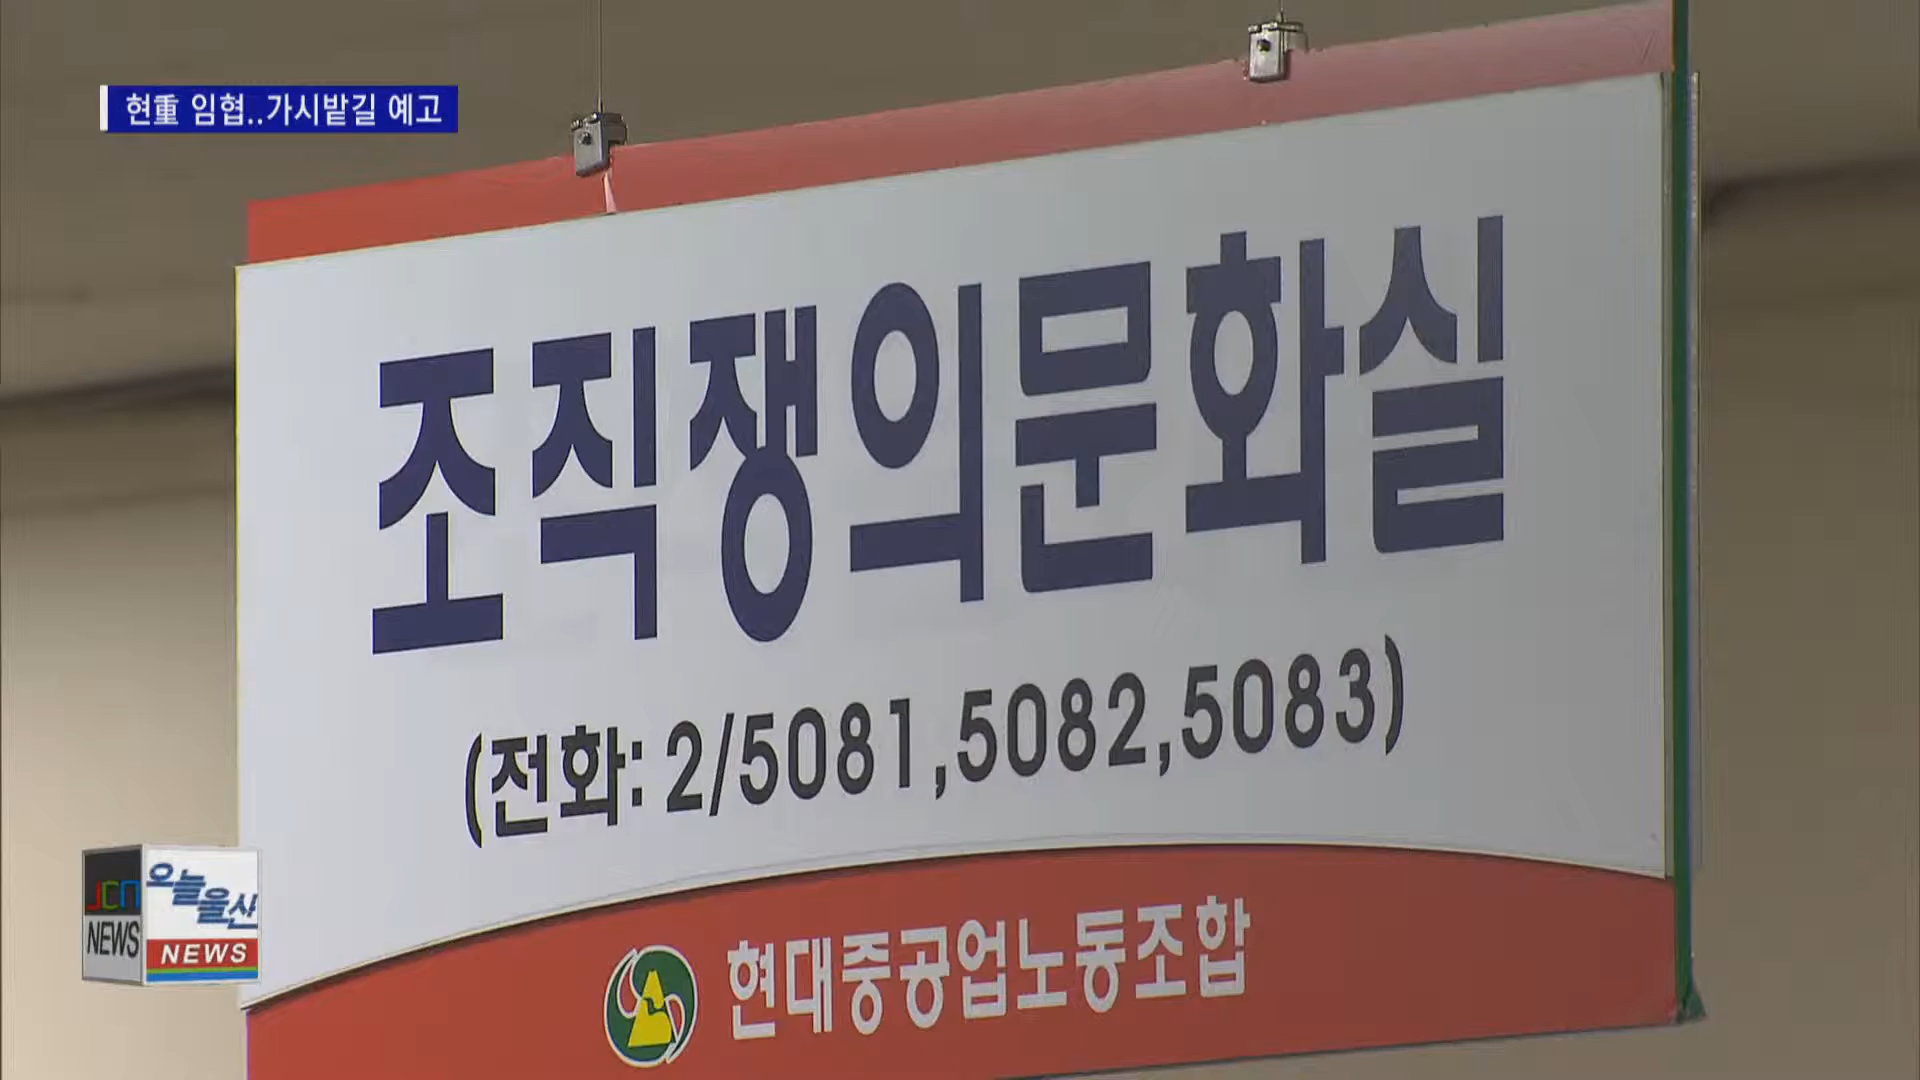 현重 임협..가시밭길 예고
조직쟁의문화실
(전화: 2/5081,5082,5083)
현대중공업노동조합
JCN
NEWS
오늘
울산
NEWS